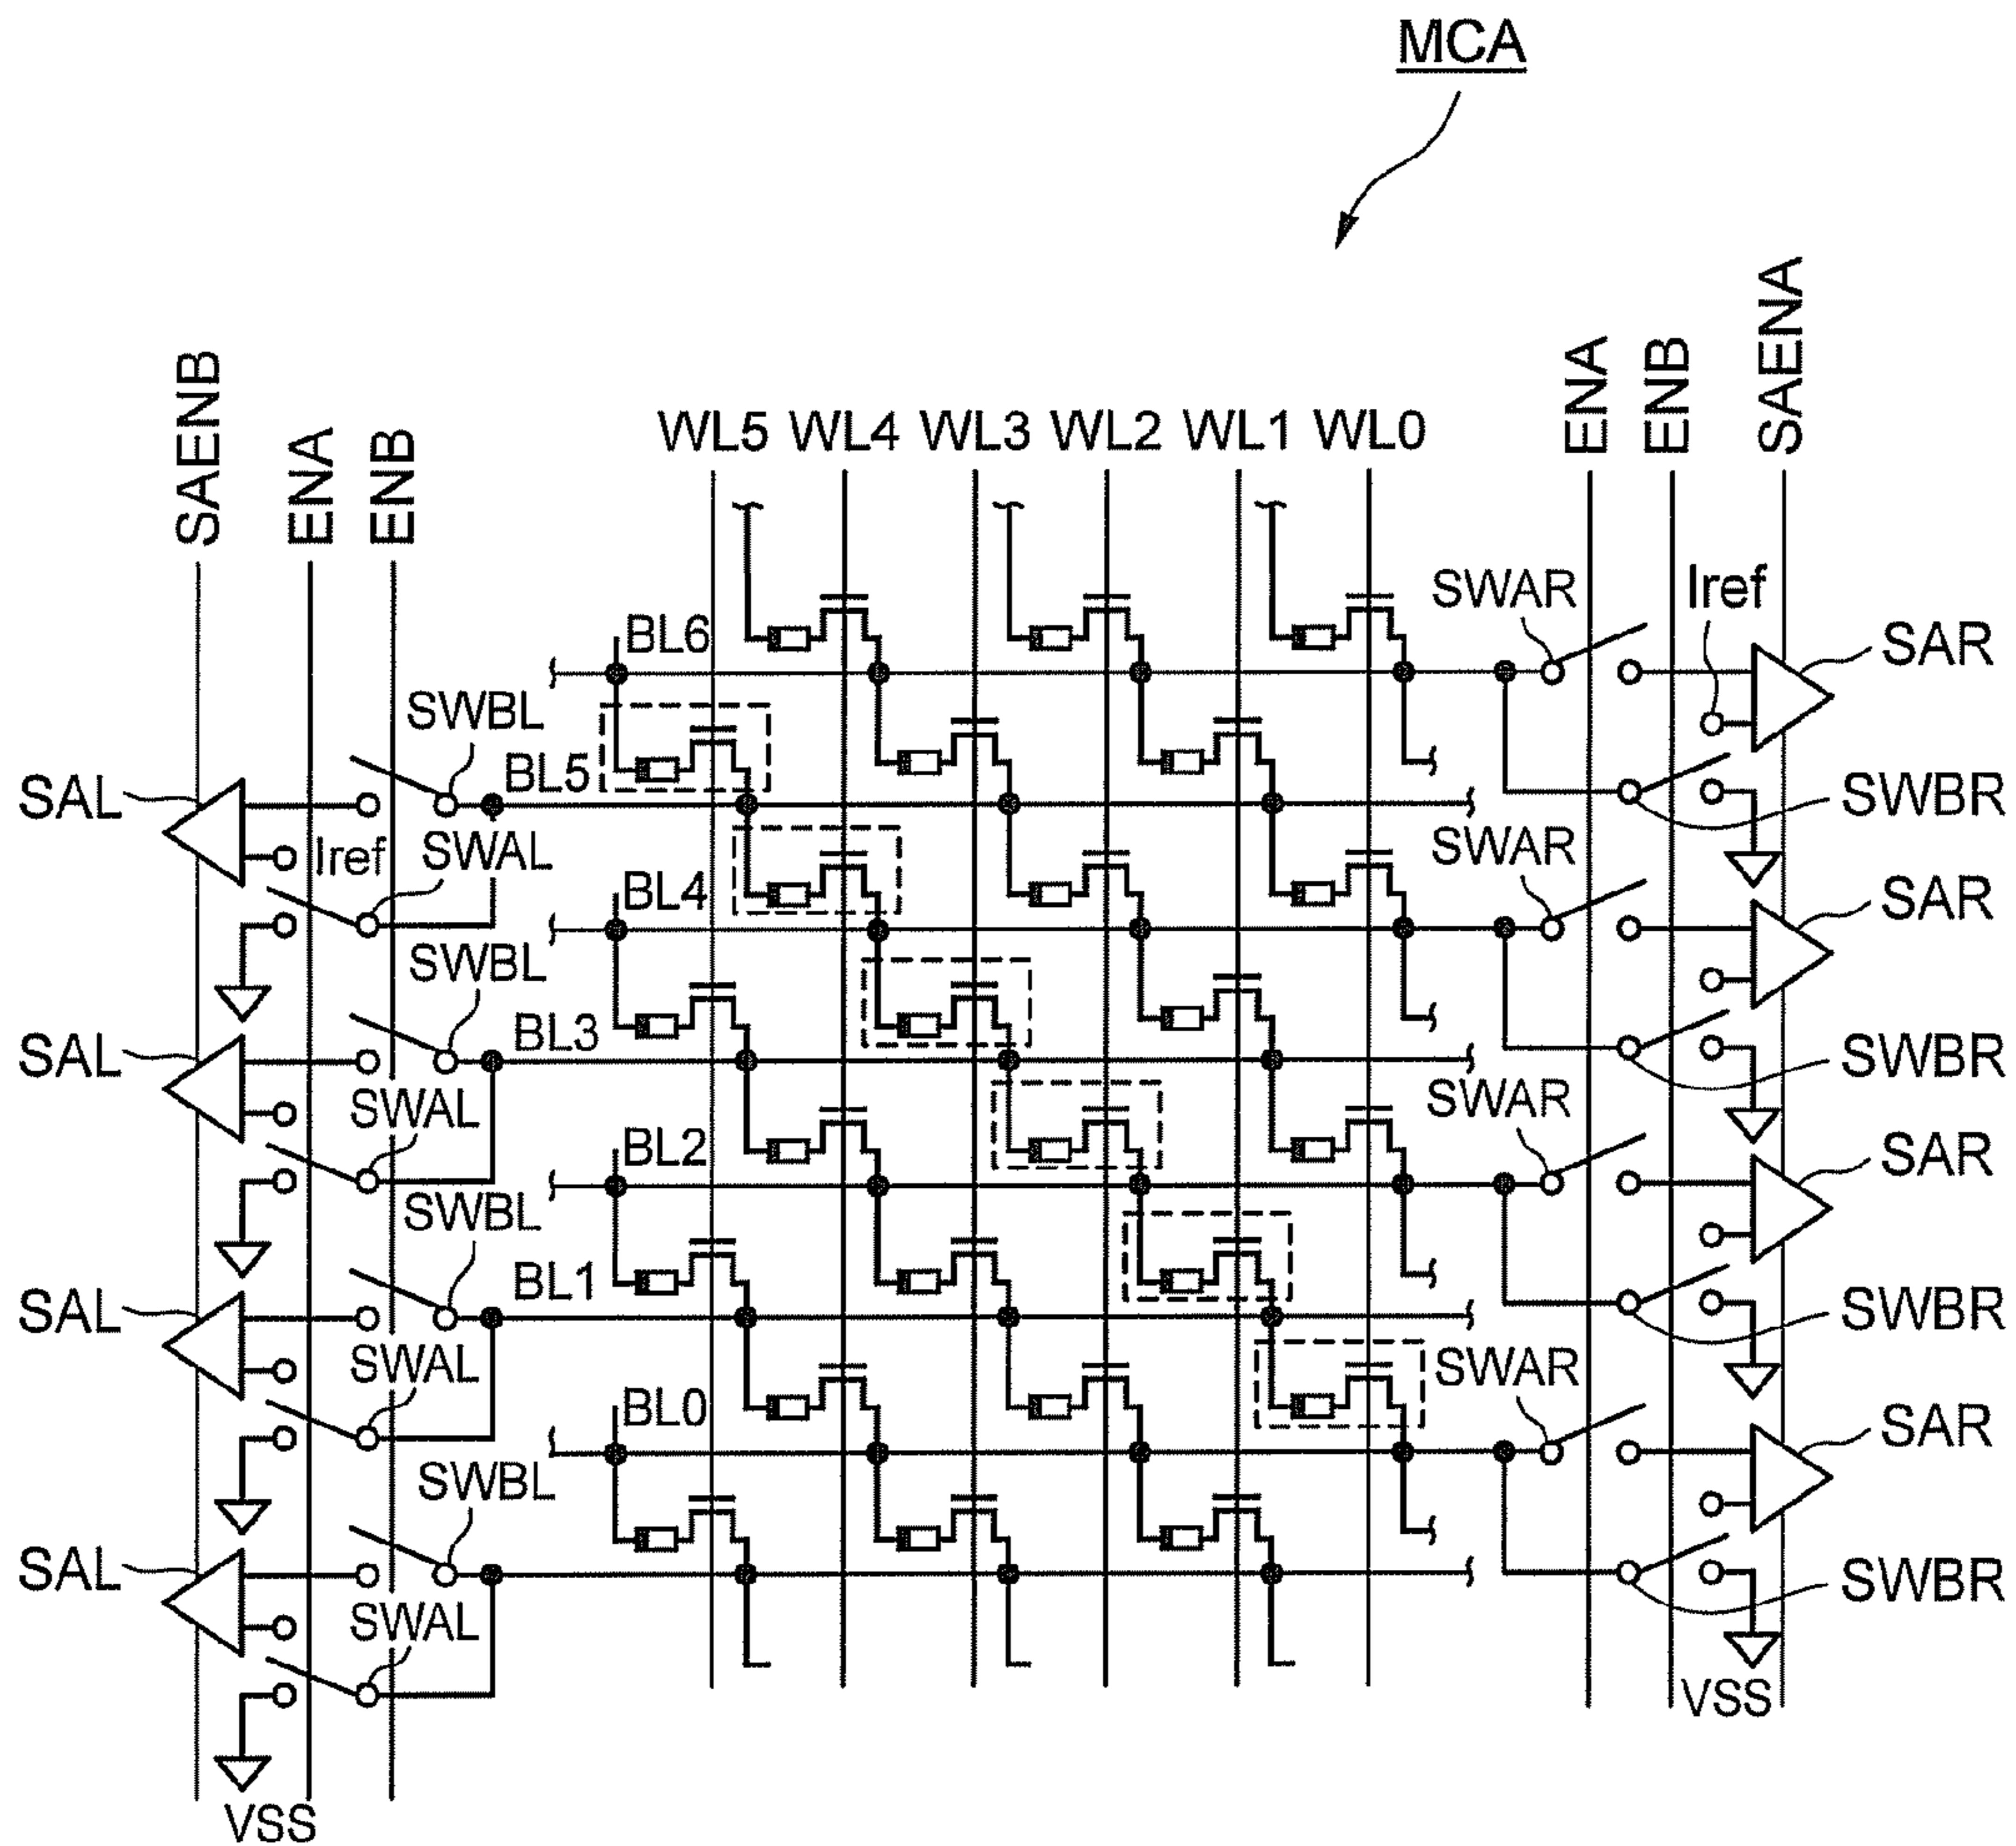 MCA
SAENB
ENA
ENB
WL5 WL4 WL3 WL2 WL1 WL0
ENA
ENB
SAENA
SWAR
Iref
BL6
SAR
SWBL
BL5
SAL
SWBR
Iref
SWAL
SWAR
BL4
SAR
SWBL
BL3
SAL
SWBR
SWAL
SWAR
BL2
SAR
SWBL
BL1
SAL
SWBR
SWAL
SWAR
BL0
SAR
SWBL
SAL
SWBR
SWAL
VSS
VSS